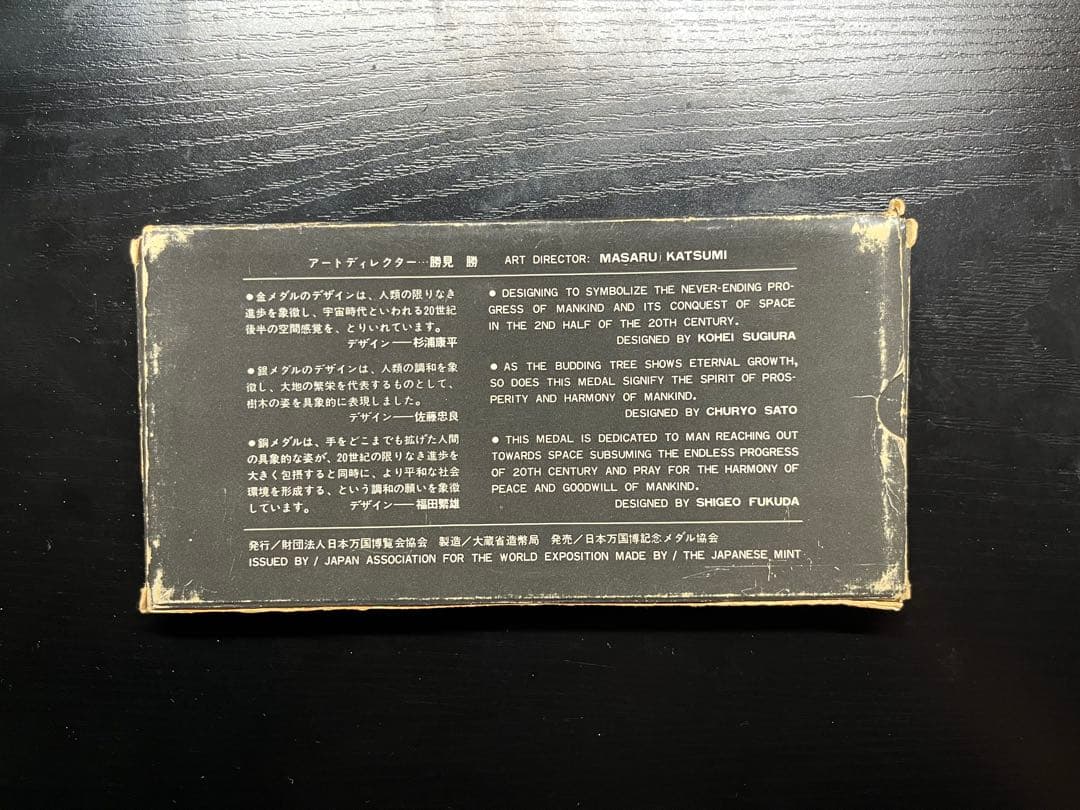 アートディレクター…勝見 勝 ART DIRECTOR: MASARU KATSUMI
●金メダルのデザインは、人類の限りなき
進歩を象徴し、宇宙時代といわれる20世紀
後半の空間感覚を、とりいれています。
デザイン──杉浦康平
● DESIGNING TO SYMBOLIZE THE NEVER-ENDING PRO-
GRESS OF MANKIND AND ITS CONQUEST OF SPACE
IN THE 2ND HALF OF THE 20TH CENTURY.
DESIGNED BY KOHEI SUGIURA
●銀メダルのデザインは、人類の調和を象
徴し、大地の繁栄を代表するものとして、
樹木の姿を具象的に表現しました。
デザイン──佐藤忠良
● AS THE BUDDING TREE SHOWS ETERNAL GROWTH,
SO DOES THIS MEDAL SIGNIFY THE SPIRIT OF PROS-
PERITY AND HARMONY OF MANKIND.
DESIGNED BY CHURYO SATO
●銅メダルは、手をどこまでも拡げた人間
の具象的な姿が、20世紀の限りなき進歩を
大きく包摂すると同時に、より平和な社会
環境を形成する、という調和の願いを象徴
しています。 デザイン──福田繁雄
● THIS MEDAL IS DEDICATED TO MAN REACHING OUT
TOWARDS SPACE SUBSUMING THE ENDLESS PROGRESS
OF 20TH CENTURY AND PRAY FOR THE HARMONY OF
PEACE AND GOODWILL OF MANKIND.
DESIGNED BY SHIGEO FUKUDA
発行／財団法人日本万国博覧会協会 製造／大蔵省造幣局 発売／日本万国博記念メダル協会
ISSUED BY / JAPAN ASSOCIATION FOR THE WORLD EXPOSITION MADE BY / THE JAPANESE MINT